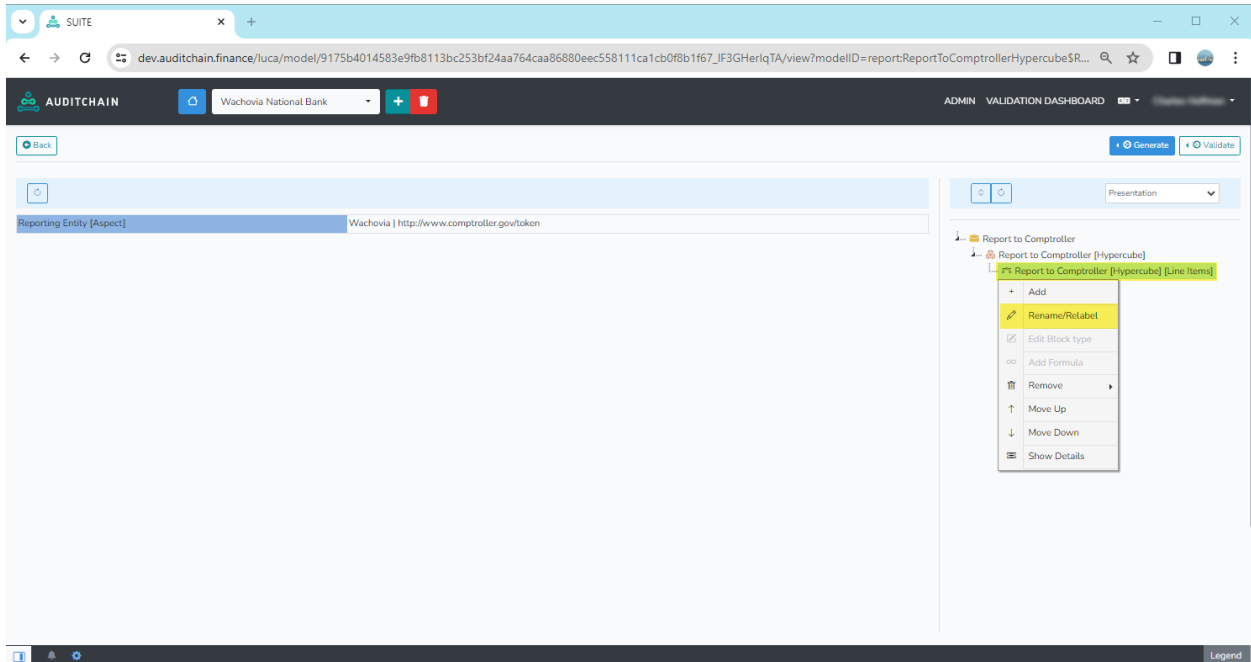 SUITE
dev.auditchain.finance/luca/model/9175b4014583e9fb8113bc253bf24aa764caa86880eec558111ca1cb0f8b1f67_IF3GHerIqTA/view?modelID=report:ReportToComptrollerHypercube$R...
AUDITCHAIN
Wachovia National Bank
ADMIN VALIDATION DASHBOARD
Back
Generate
Validate
Presentation
Reporting Entity [Aspect]
Wachovia | http://www.comptroller.gov/token
Report to Comptroller
Report to Comptroller [Hypercube]
Report to Comptroller [Hypercube] [Line Items]
Add
Rename/Relabel
Edit Block type
Add Formula
Remove
Move Up
Move Down
Show Details
Legend